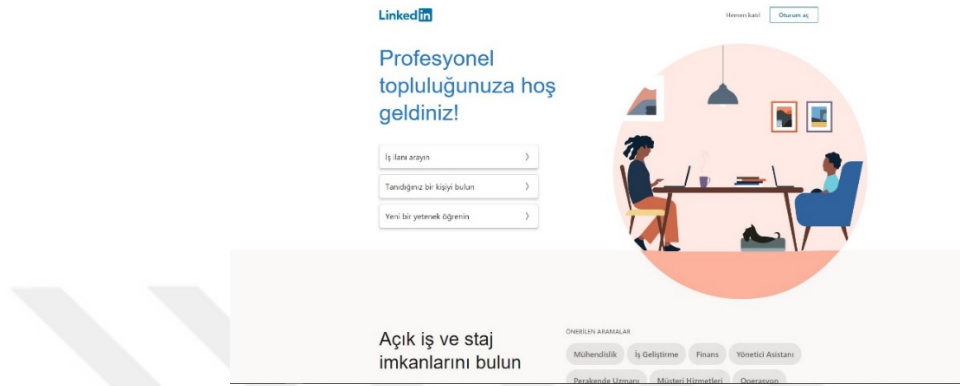 Linkedin
Hemen katıl
Oturum aç
Profesyonel
topluluğunuza hoş
geldiniz!
İş ilanı arayın
Tanıdığınız bir kişiyi bulun
Yeni bir yetenek öğrenin
Açık iş ve staj
imkanlarını bulun
ÖNERİLEN ARAMALAR
Mühendislik İş Geliştirme Finans Yönetici Asistanı
Perakende Uzmanı Müşteri Hizmetleri Operasyon